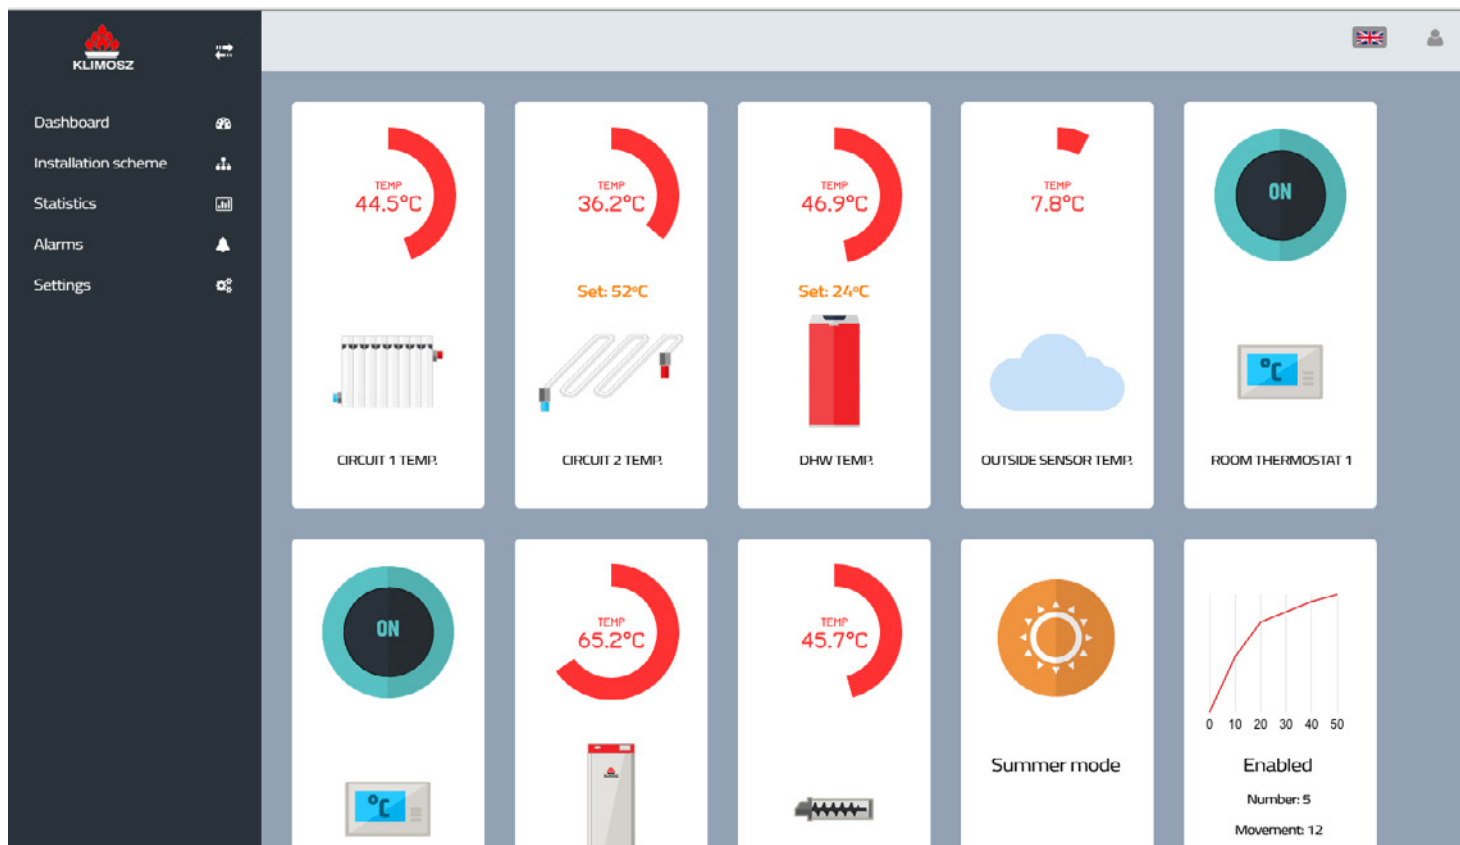 KLIMOSZ
Dashboard
Installation scheme
Statistics
Alarms
Settings
TEMP
44.5°C
CIRCUIT 1 TEMP.
TEMP
36.2°C
Set: 52°C
CIRCUIT 2 TEMP.
TEMP
46.9°C
Set: 24°C
DHW TEMP.
TEMP
7.8°C
OUTSIDE SENSOR TEMP.
ON
°C
ROOM THERMOSTAT 1
ON
°C
TEMP
65.2°C
TEMP
45.7°C
Summer mode
0 10 20 30 40 50
Enabled
Number: 5
Movement: 12